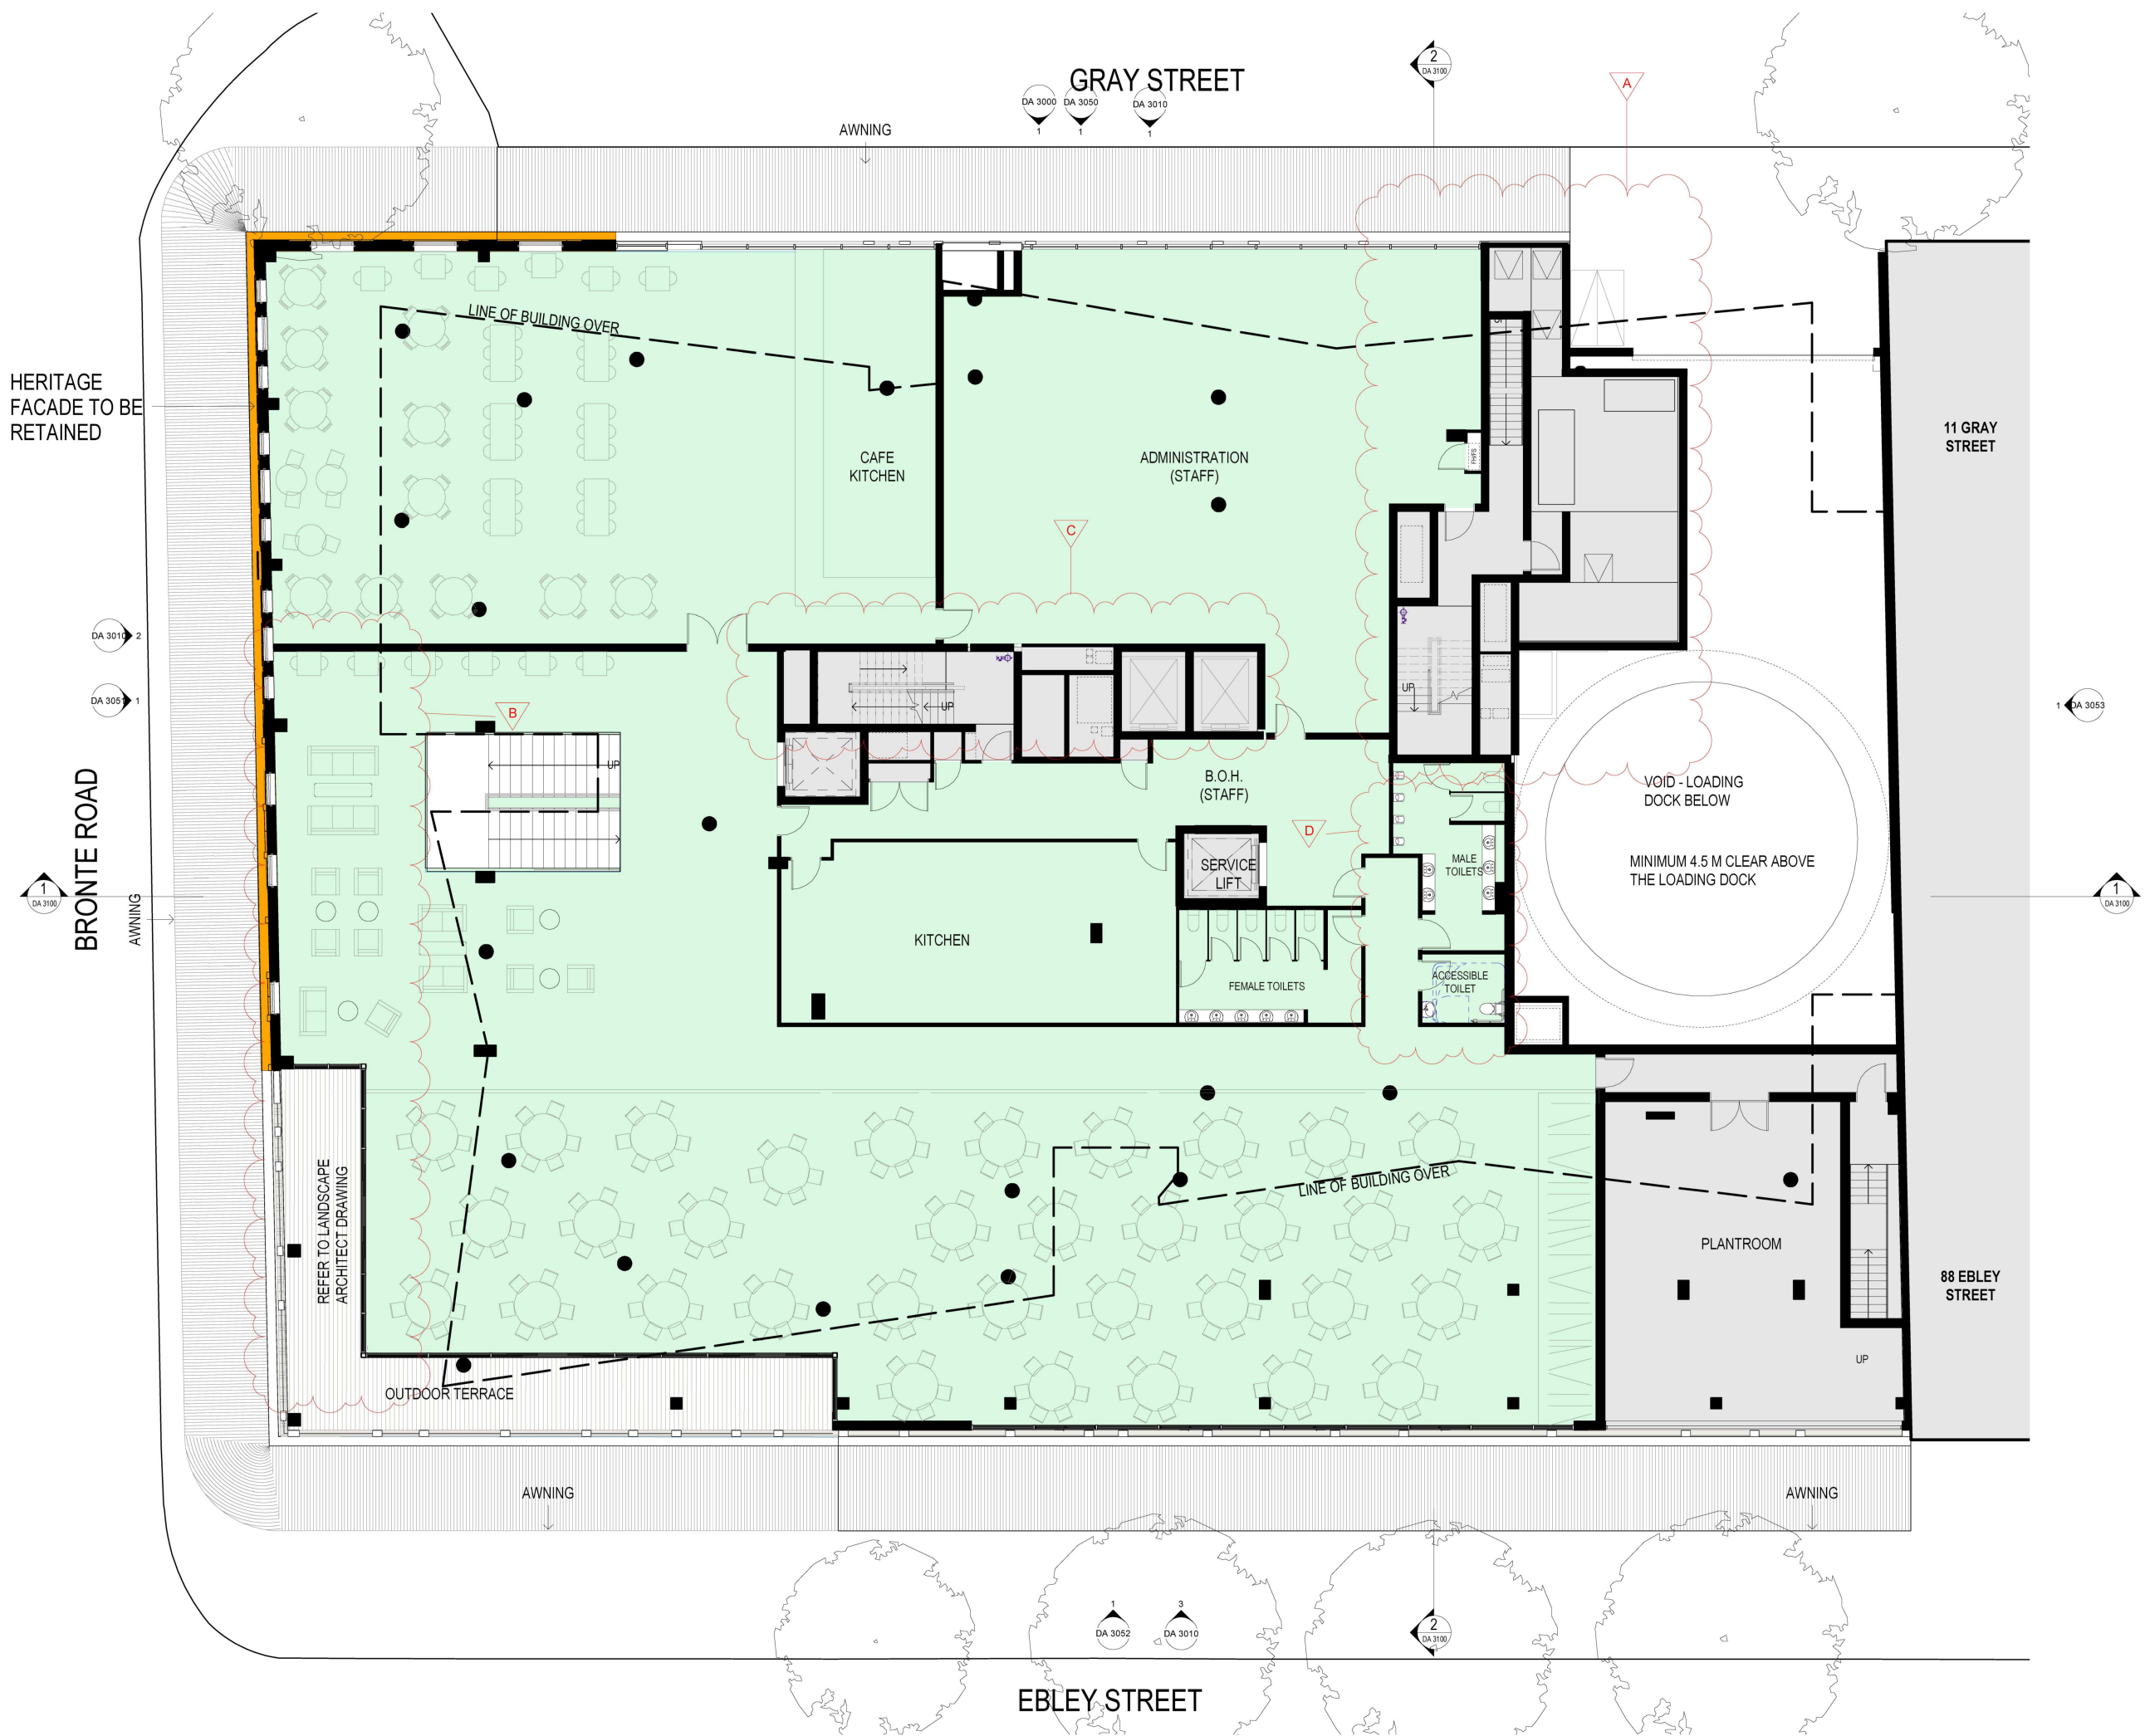 GRAY STREET
2
DA 3100
A
DA 3000
1
DA 3050
1
DA 3010
1
AWNING
LINE OF BUILDING OVER
HERITAGE
FACADE TO BE
RETAINED
CAFE
KITCHEN
ADMINISTRATION
(STAFF)
FH/FS
11 GRAY
STREET
C
DA 3010
2
DA 3051
1
B
UP
UP
UP
1
DA 3053
BRONTE ROAD
AWNING
1
DA 3100
B.O.H.
(STAFF)
D
SERVICE
LIFT
MALE
TOILETS
VOID - LOADING
DOCK BELOW
MINIMUM 4.5 M CLEAR ABOVE
THE LOADING DOCK
1
DA 3100
KITCHEN
FEMALE TOILETS
ACCESSIBLE
TOILET
REFER TO LANDSCAPE
ARCHITECT DRAWING
LINE OF BUILDING OVER
PLANTROOM
88 EBLEY
STREET
UP
OUTDOOR TERRACE
AWNING
AWNING
1
DA 3052
3
DA 3010
2
DA 3100
EBLEY STREET